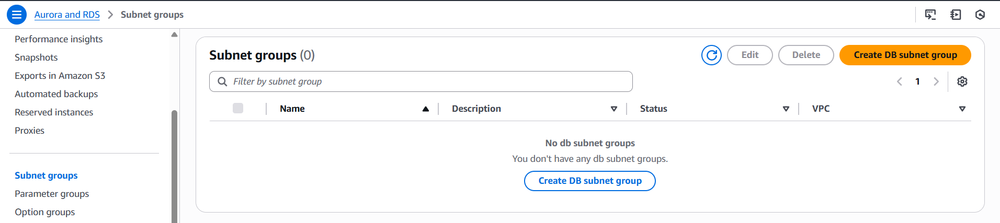 Aurora and RDS > Subnet groups
Performance insights
Snapshots
Exports in Amazon S3
Automated backups
Reserved instances
Proxies
Subnet groups
Parameter groups
Option groups
Subnet groups (0)
Edit
Delete
Create DB subnet group
Filter by subnet group
1
Name Description Status VPC
No db subnet groups
You don't have any db subnet groups.
Create DB subnet group